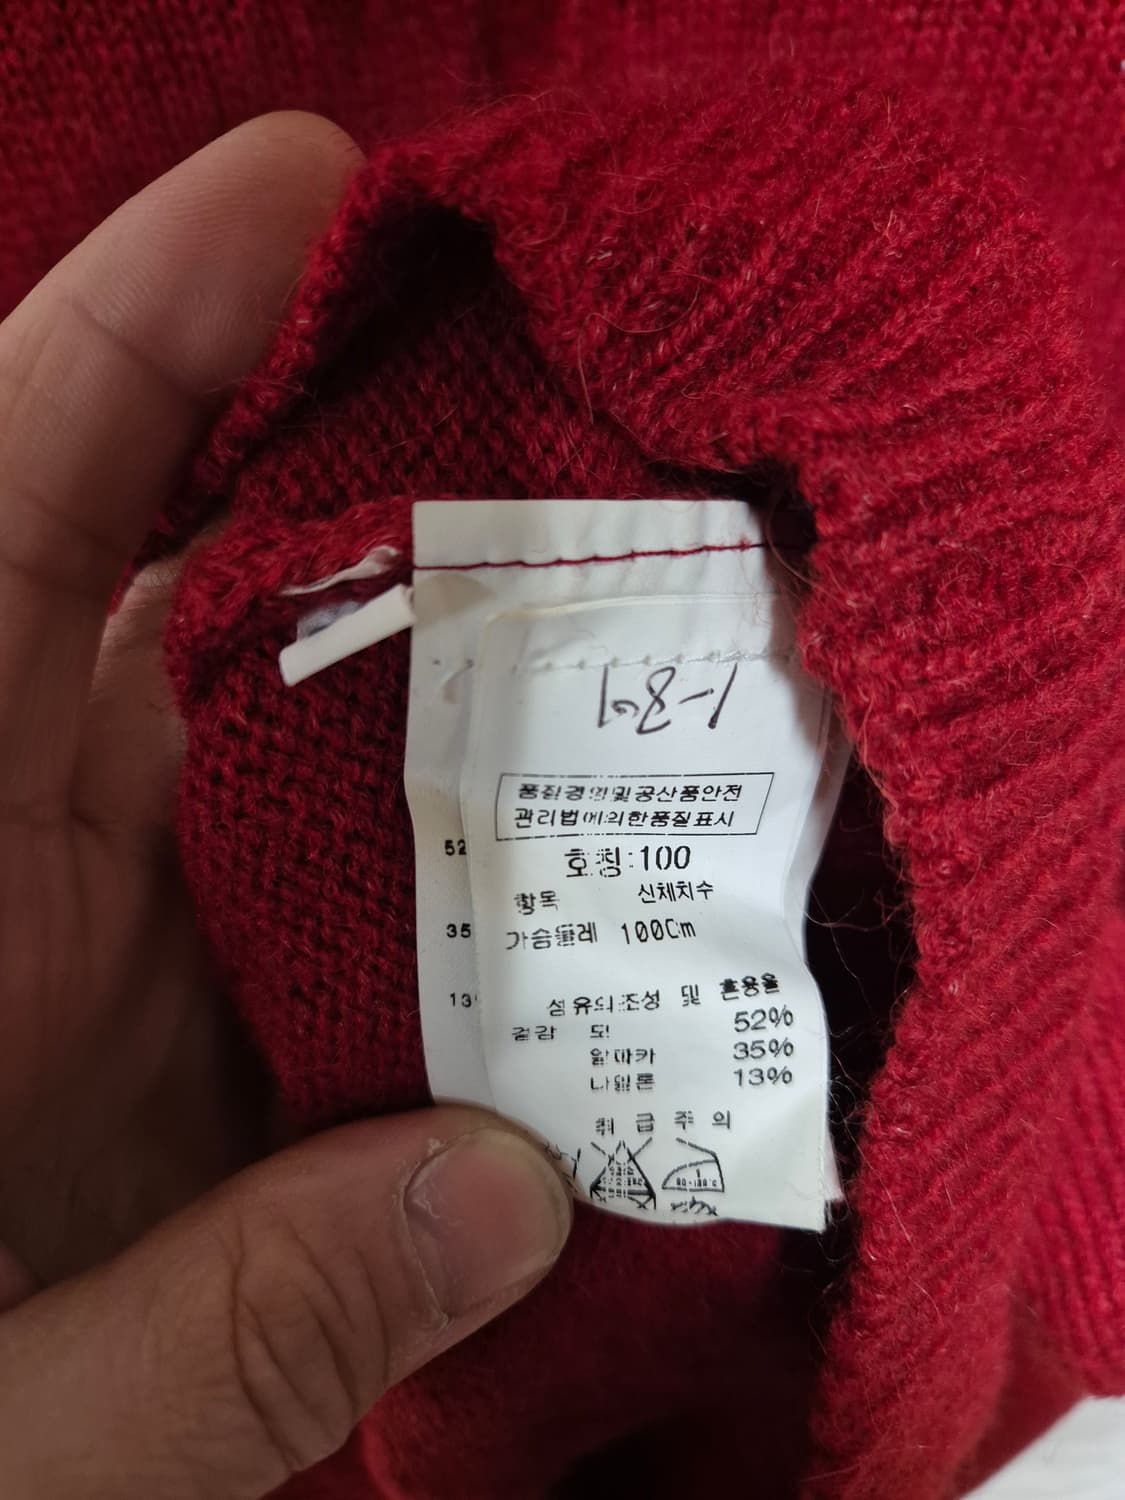 품질경영및공산품안전
관리법에의한품질표시
호칭:100
항목 신체치수
가슴둘레 100Cm
섬유의조성 및 혼용율
겉감 모 52%
알파카 35%
나일론 13%
취급주의
52
35
13